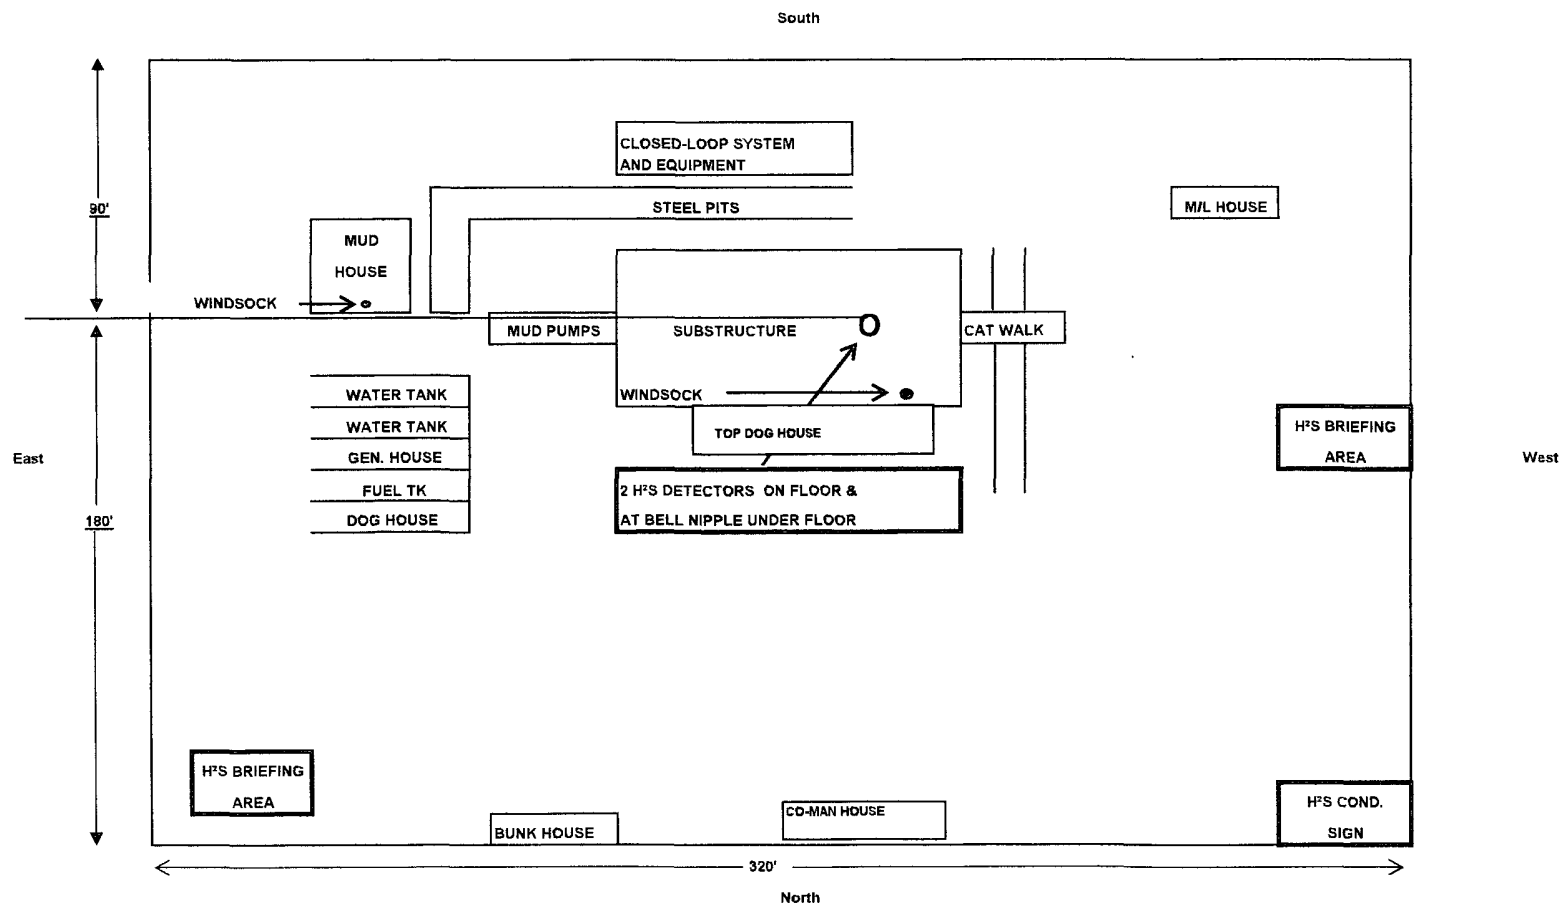 South
CLOSED-LOOP SYSTEM
AND EQUIPMENT
90'
STEEL PITS
M/L HOUSE
MUD
HOUSE
WINDSOCK
MUD PUMPS
SUBSTRUCTURE
O
CAT WALK
WATER TANK
WINDSOCK
WATER TANK
TOP DOG HOUSE
H²S BRIEFING
AREA
East
GEN. HOUSE
West
FUEL TK
2 H²S DETECTORS ON FLOOR &
180'
DOG HOUSE
AT BELL NIPPLE UNDER FLOOR
H²S BRIEFING
AREA
BUNK HOUSE
CO-MAN HOUSE
H²S COND.
SIGN
320'
North